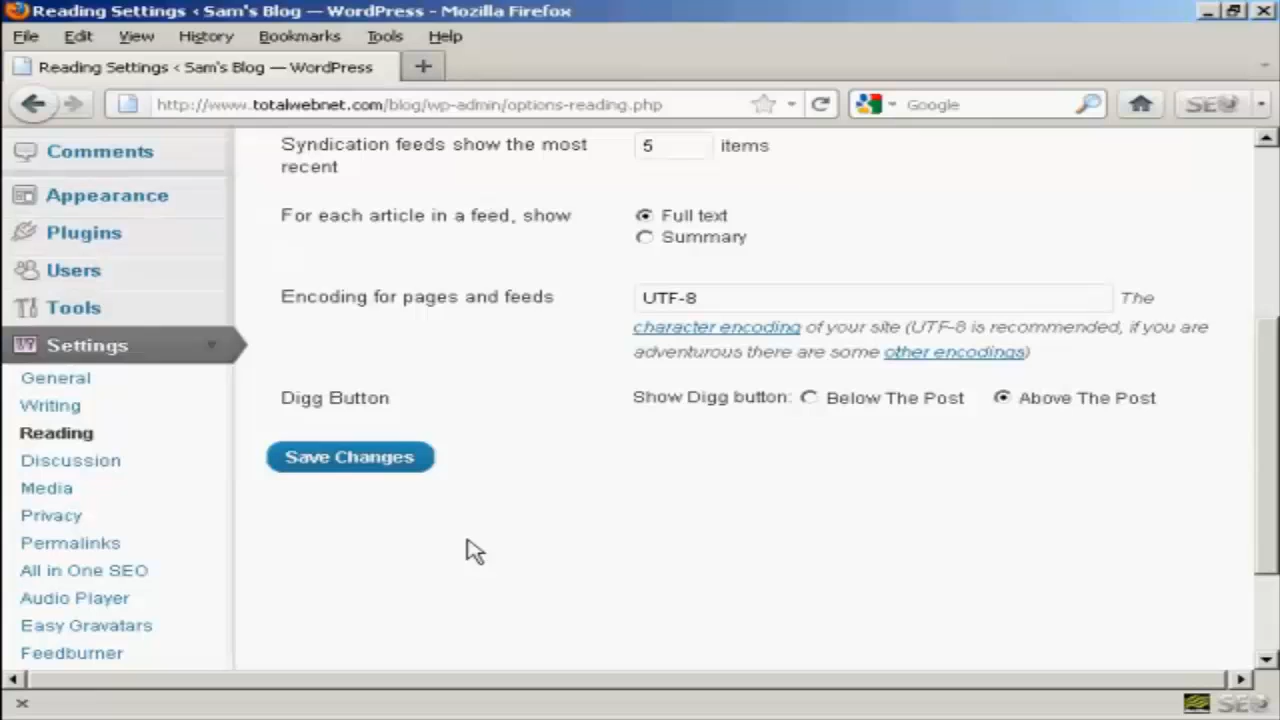 Reading Settings ‹ Sam's Blog — WordPress - Mozilla Firefox
File Edit View History Bookmarks Tools Help
Reading Settings ‹ Sam's Blog — WordPress
http://www.totalwebnet.com/blog/wp-admin/options-reading.php
Google
SEO
Comments
Appearance
Plugins
Users
Tools
Settings
General
Writing
Reading
Discussion
Media
Privacy
Permalinks
All in One SEO
Audio Player
Easy Gravatars
Feedburner
Syndication feeds show the most
recent
5 items
For each article in a feed, show
Full text
Summary
Encoding for pages and feeds
UTF-8 The
character encoding of your site (UTF-8 is recommended, if you are
adventurous there are some other encodings)
Digg Button
Show Digg button: Below The Post Above The Post
Save Changes
SEO